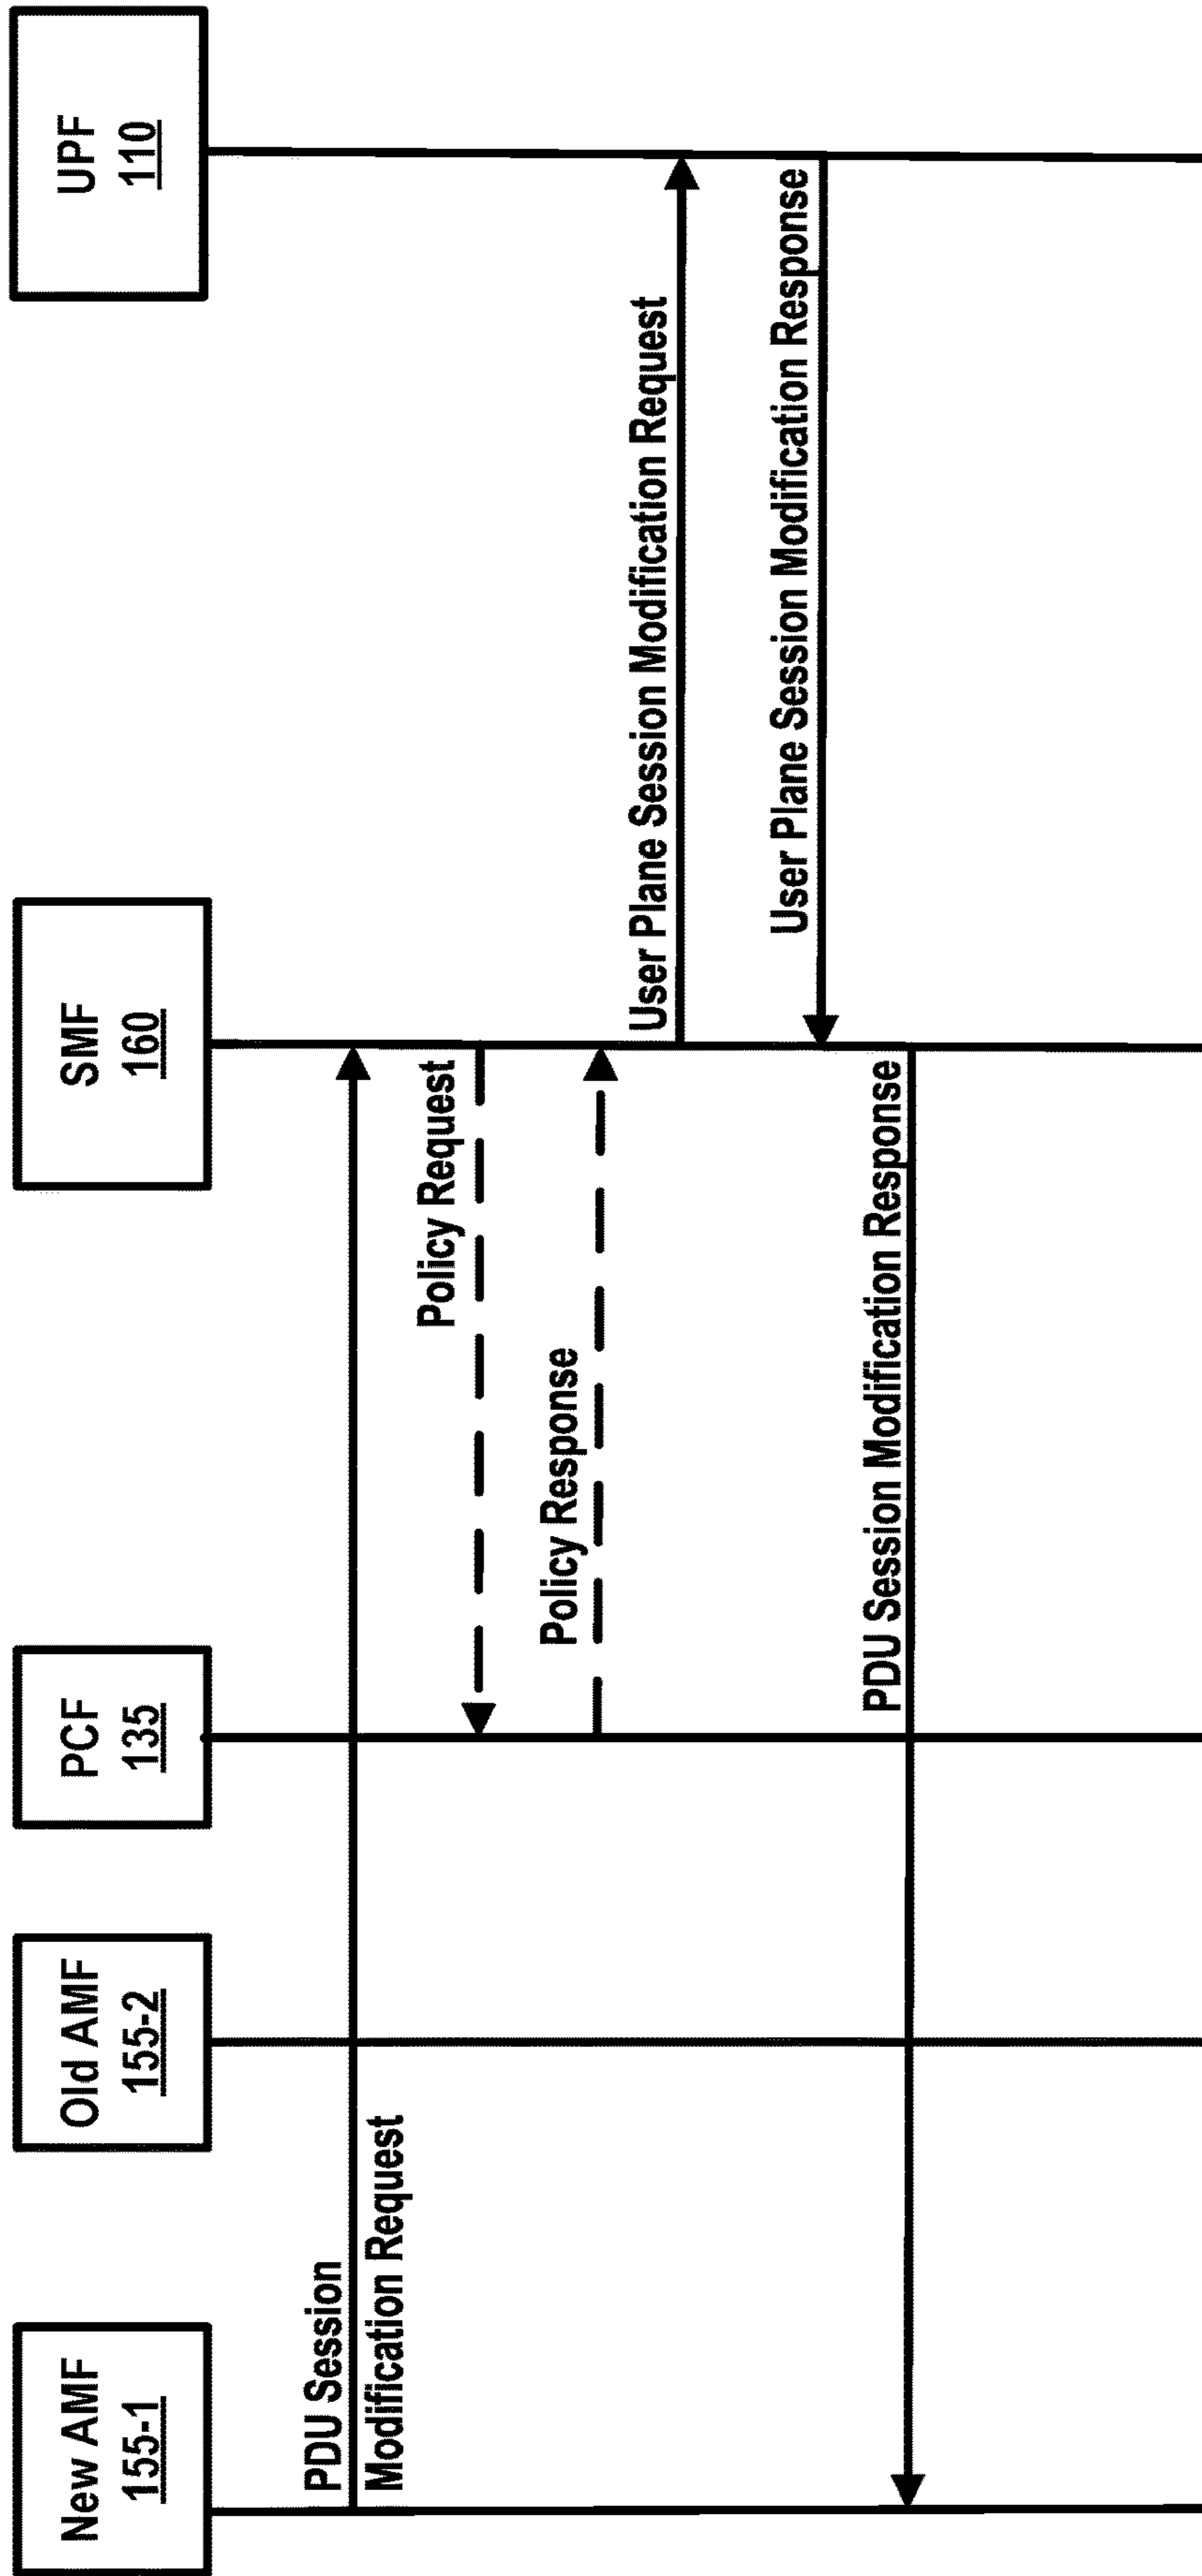 New AMF
155-1
Old AMF
155-2
PCF
135
SMF
160
UPF
110
PDU Session
Modification Request
Policy Request
Policy Response
User Plane Session Modification Request
User Plane Session Modification Response
PDU Session Modification Response